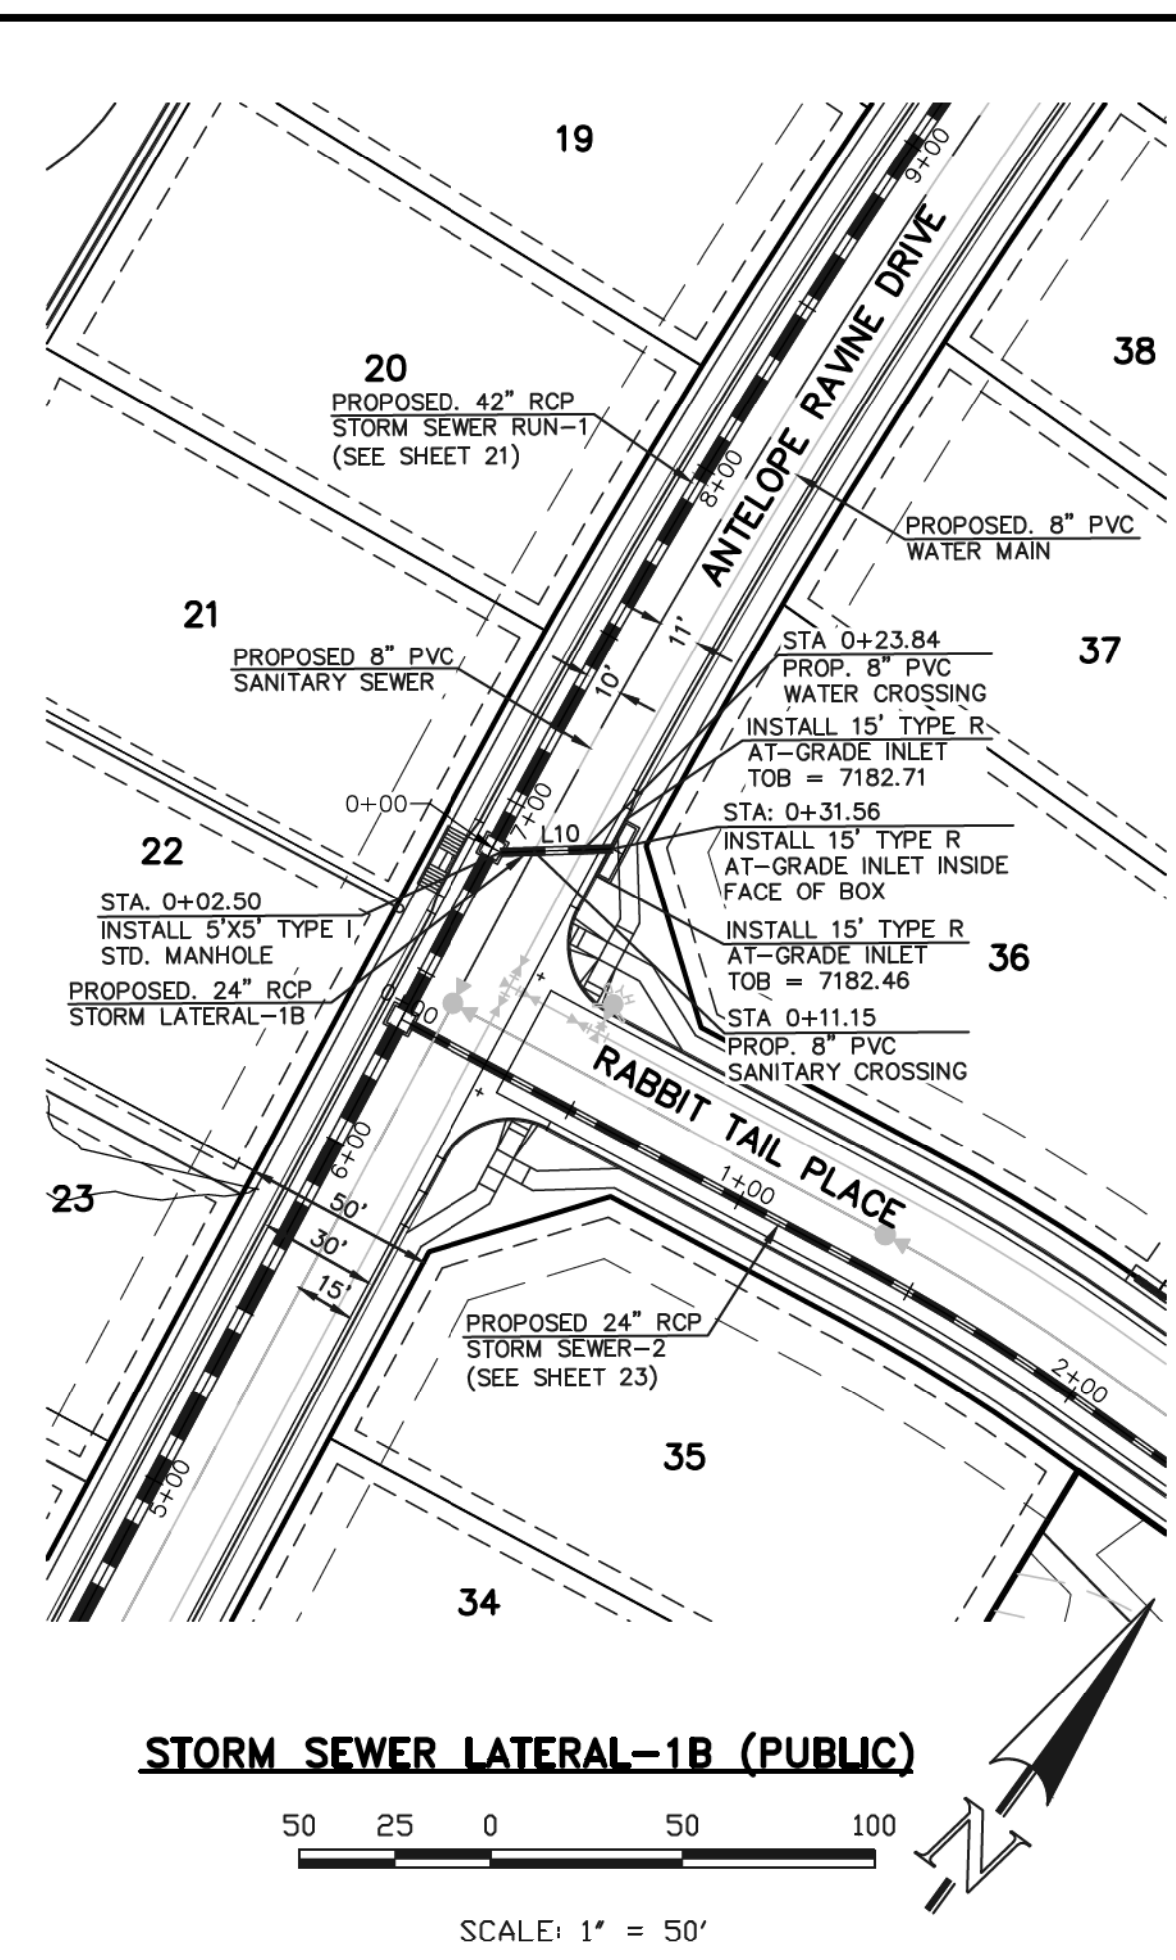 19
9+00
ANTELOPE RAVINE DRIVE
38
20
PROPOSED. 42" RCP
STORM SEWER RUN-1
(SEE SHEET 21)
8+00
PROPOSED. 8" PVC
WATER MAIN
21
11'
10'
37
PROPOSED 8" PVC
SANITARY SEWER
STA 0+23.84
PROP. 8" PVC
WATER CROSSING
INSTALL 15' TYPE R
AT-GRADE INLET
TOB = 7182.71
0+00
7+00
L10
STA: 0+31.56
INSTALL 15' TYPE R
AT-GRADE INLET INSIDE
FACE OF BOX
22
STA. 0+02.50
INSTALL 5'X5' TYPE I
STD. MANHOLE
INSTALL 15' TYPE R
AT-GRADE INLET
TOB = 7182.46
36
PROPOSED. 24" RCP
STORM LATERAL-1B
0+00
STA 0+11.15
PROP. 8" PVC
SANITARY CROSSING
RABBIT TAIL PLACE
6+00
1+00
23
50'
30'
15'
PROPOSED 24" RCP
STORM SEWER-2
(SEE SHEET 23)
2+00
35
5+00
34
STORM SEWER LATERAL-1B (PUBLIC)
50 25 0 50 100
N
SCALE: 1" = 50'